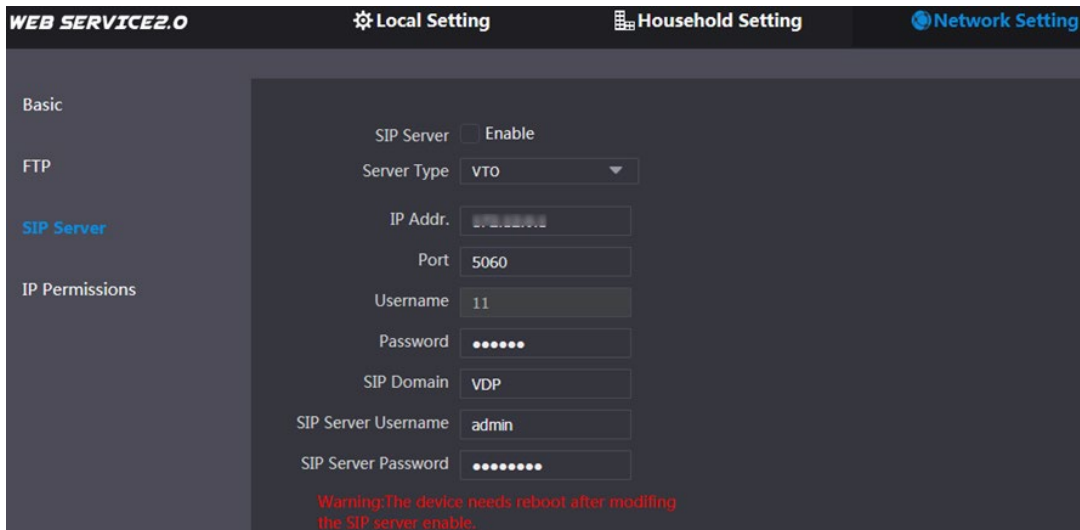 WEB SERVICE2.0
Local Setting
Household Setting
Network Setting
Basic
FTP
SIP Server
IP Permissions
SIP Server Enable
Server Type VTO
IP Addr.
Port 5060
Username 11
Password ••••••
SIP Domain VDP
SIP Server Username admin
SIP Server Password ••••••••
Warning:The device needs reboot after modifing
the SIP server enable.